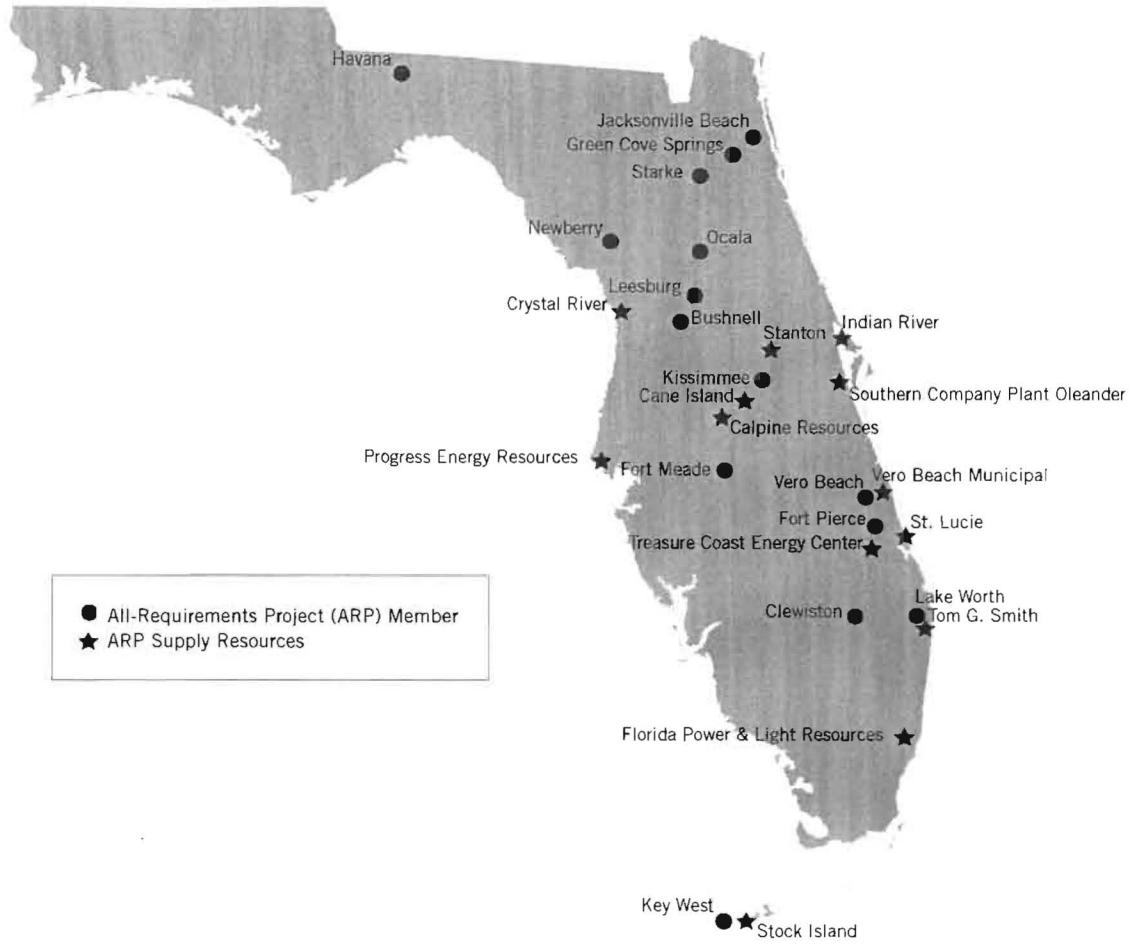 Havana
Jacksonville Beach
Green Cove Springs
Starke
Newberry
Ocala
Leesburg
Crystal River
Bushnell
Indian River
Stanton
Kissimmee
Southern Company Plant Oleander
Cane Island
Calpine Resources
Progress Energy Resources
Fort Meade
Vero Beach Municipal
Vero Beach
Fort Pierce
St. Lucie
Treasure Coast Energy Center
All-Requirements Project (ARP) Member
ARP Supply Resources
Lake Worth
Clewiston
Tom G. Smith
Florida Power & Light Resources
Key West
Stock Island